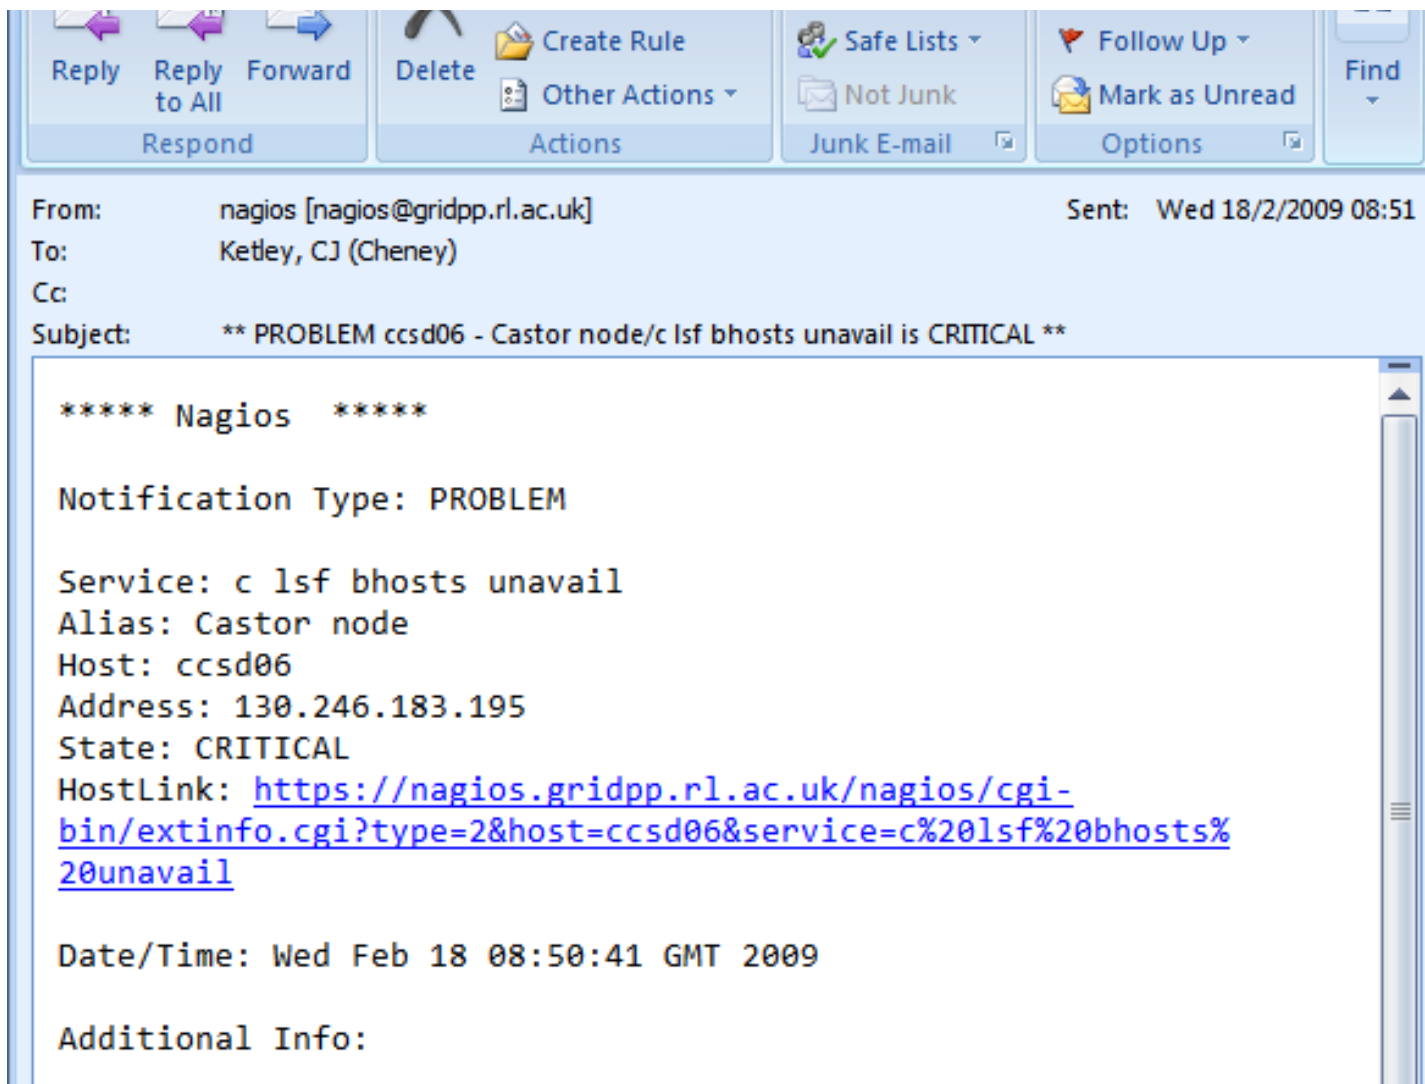 Reply
Reply to All
Forward
Respond
Delete
Create Rule
Other Actions
Actions
Safe Lists
Not Junk
Junk E-mail
Follow Up
Mark as Unread
Options
Find
From: nagios [nagios@gridpp.rl.ac.uk] Sent: Wed 18/2/2009 08:51
To: Ketley, CJ (Cheney)
Cc:
Subject: ** PROBLEM ccsd06 - Castor node/c lsf bhosts unavail is CRITICAL **
***** Nagios *****
Notification Type: PROBLEM
Service: c lsf bhosts unavail
Alias: Castor node
Host: ccsd06
Address: 130.246.183.195
State: CRITICAL
HostLink: https://nagios.gridpp.rl.ac.uk/nagios/cgi-
bin/extinfo.cgi?type=2&host=ccsd06&service=c%20lsf%20bhosts%
20unavail
Date/Time: Wed Feb 18 08:50:41 GMT 2009
Additional Info: